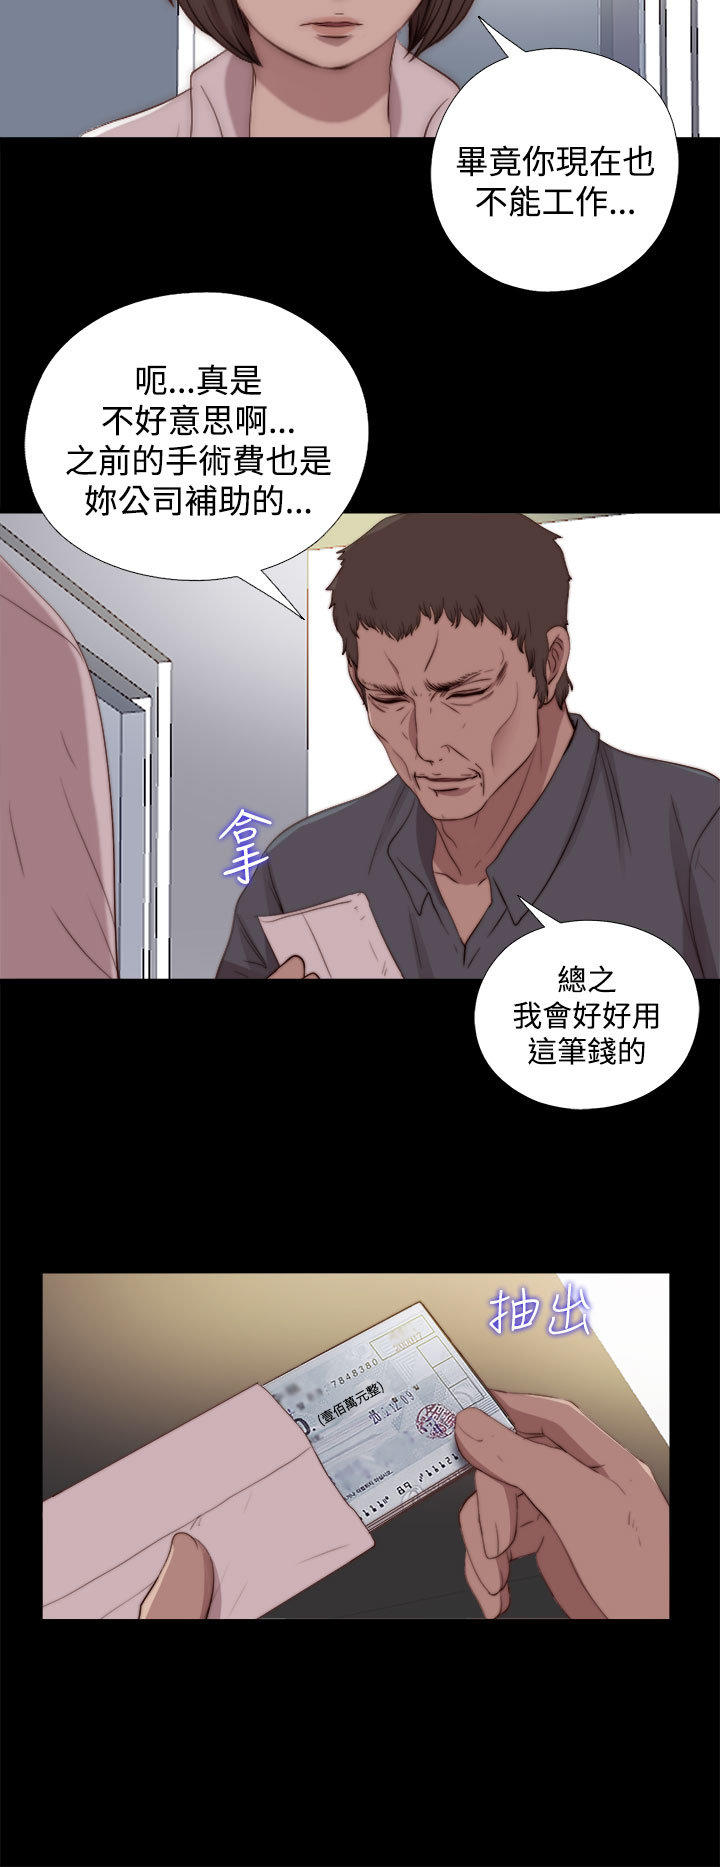 畢竟你現在也
不能工作...
呃...真是
不好意思啊...
之前的手術費也是
妳公司補助的...
拿
總之
我會好好用
這筆錢的
抽出
7848380
(壹佰萬元整)